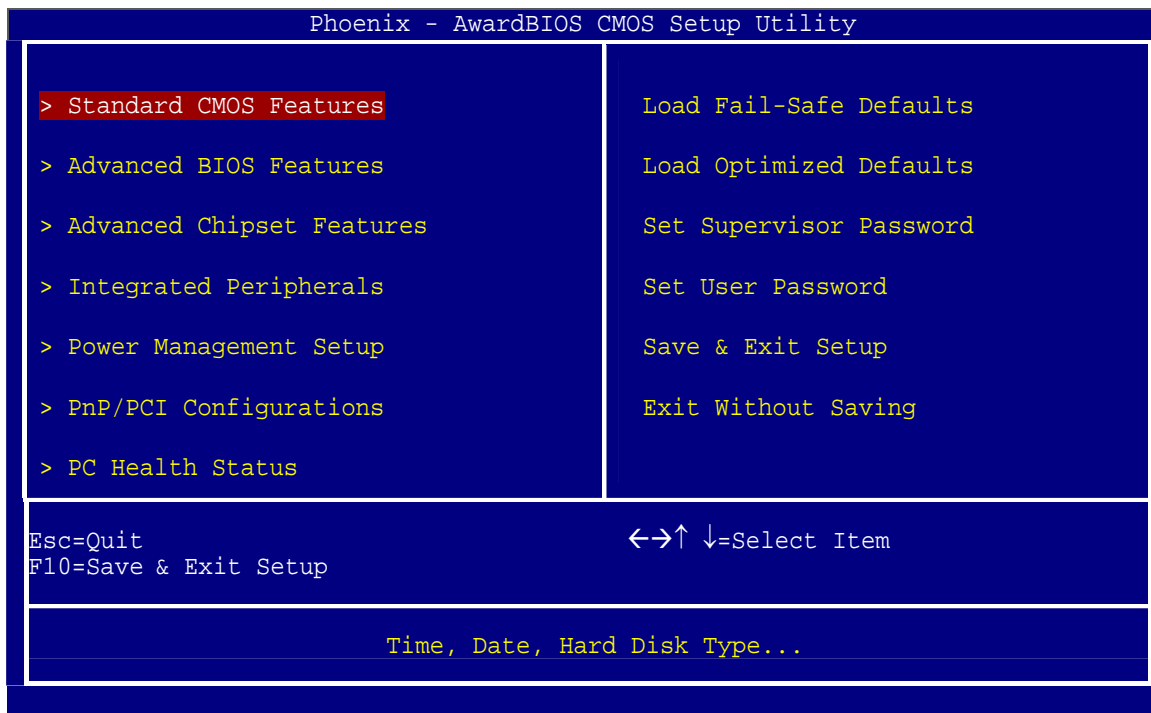 Phoenix - AwardBIOS CMOS Setup Utility
> Standard CMOS Features
> Advanced BIOS Features
> Advanced Chipset Features
> Integrated Peripherals
> Power Management Setup
> PnP/PCI Configurations
> PC Health Status
Load Fail-Safe Defaults
Load Optimized Defaults
Set Supervisor Password
Set User Password
Save & Exit Setup
Exit Without Saving
Esc=Quit
F10=Save & Exit Setup
←→↑ ↓=Select Item
Time, Date, Hard Disk Type...